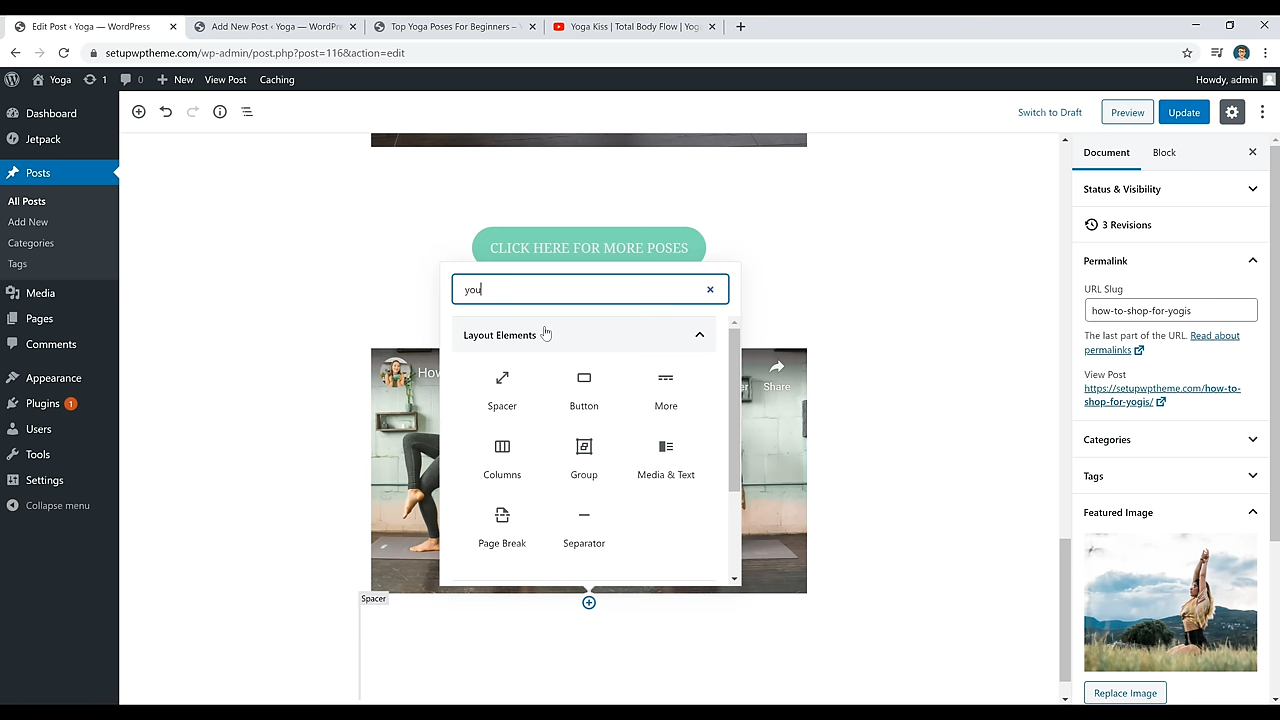 Edit Post ‹ Yoga — WordPress
Add New Post ‹ Yoga — WordPr
Top Yoga Poses For Beginners –
Yoga Kiss | Total Body Flow | Yog
setupwptheme.com/wp-admin/post.php?post=116&action=edit
Yoga
1
0
New
View Post
Caching
Howdy, admin
Dashboard
Jetpack
Posts
All Posts
Add New
Categories
Tags
Media
Pages
Comments
Appearance
Plugins 1
Users
Tools
Settings
Collapse menu
Switch to Draft
Preview
Update
CLICK HERE FOR MORE POSES
you
Layout Elements
Spacer
Button
More
Columns
Group
Media & Text
Page Break
Separator
How
er
Share
Spacer
Document
Block
Status & Visibility
3 Revisions
Permalink
URL Slug
how-to-shop-for-yogis
The last part of the URL. Read about
permalinks
View Post
https://setupwptheme.com/how-to-
shop-for-yogis/
Categories
Tags
Featured Image
Replace Image